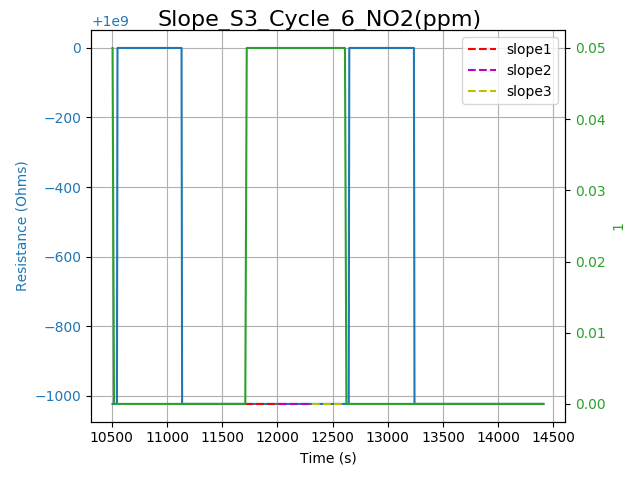 Slope_S3_Cycle_6_NO2(ppm)
+1e9
slope1
slope2
slope3
0
−200
−400
−600
−800
−1000
Resistance (Ohms)
0.05
0.04
0.03
0.02
0.01
0.00
1
10500 11000 11500 12000 12500 13000 13500 14000 14500
Time (s)